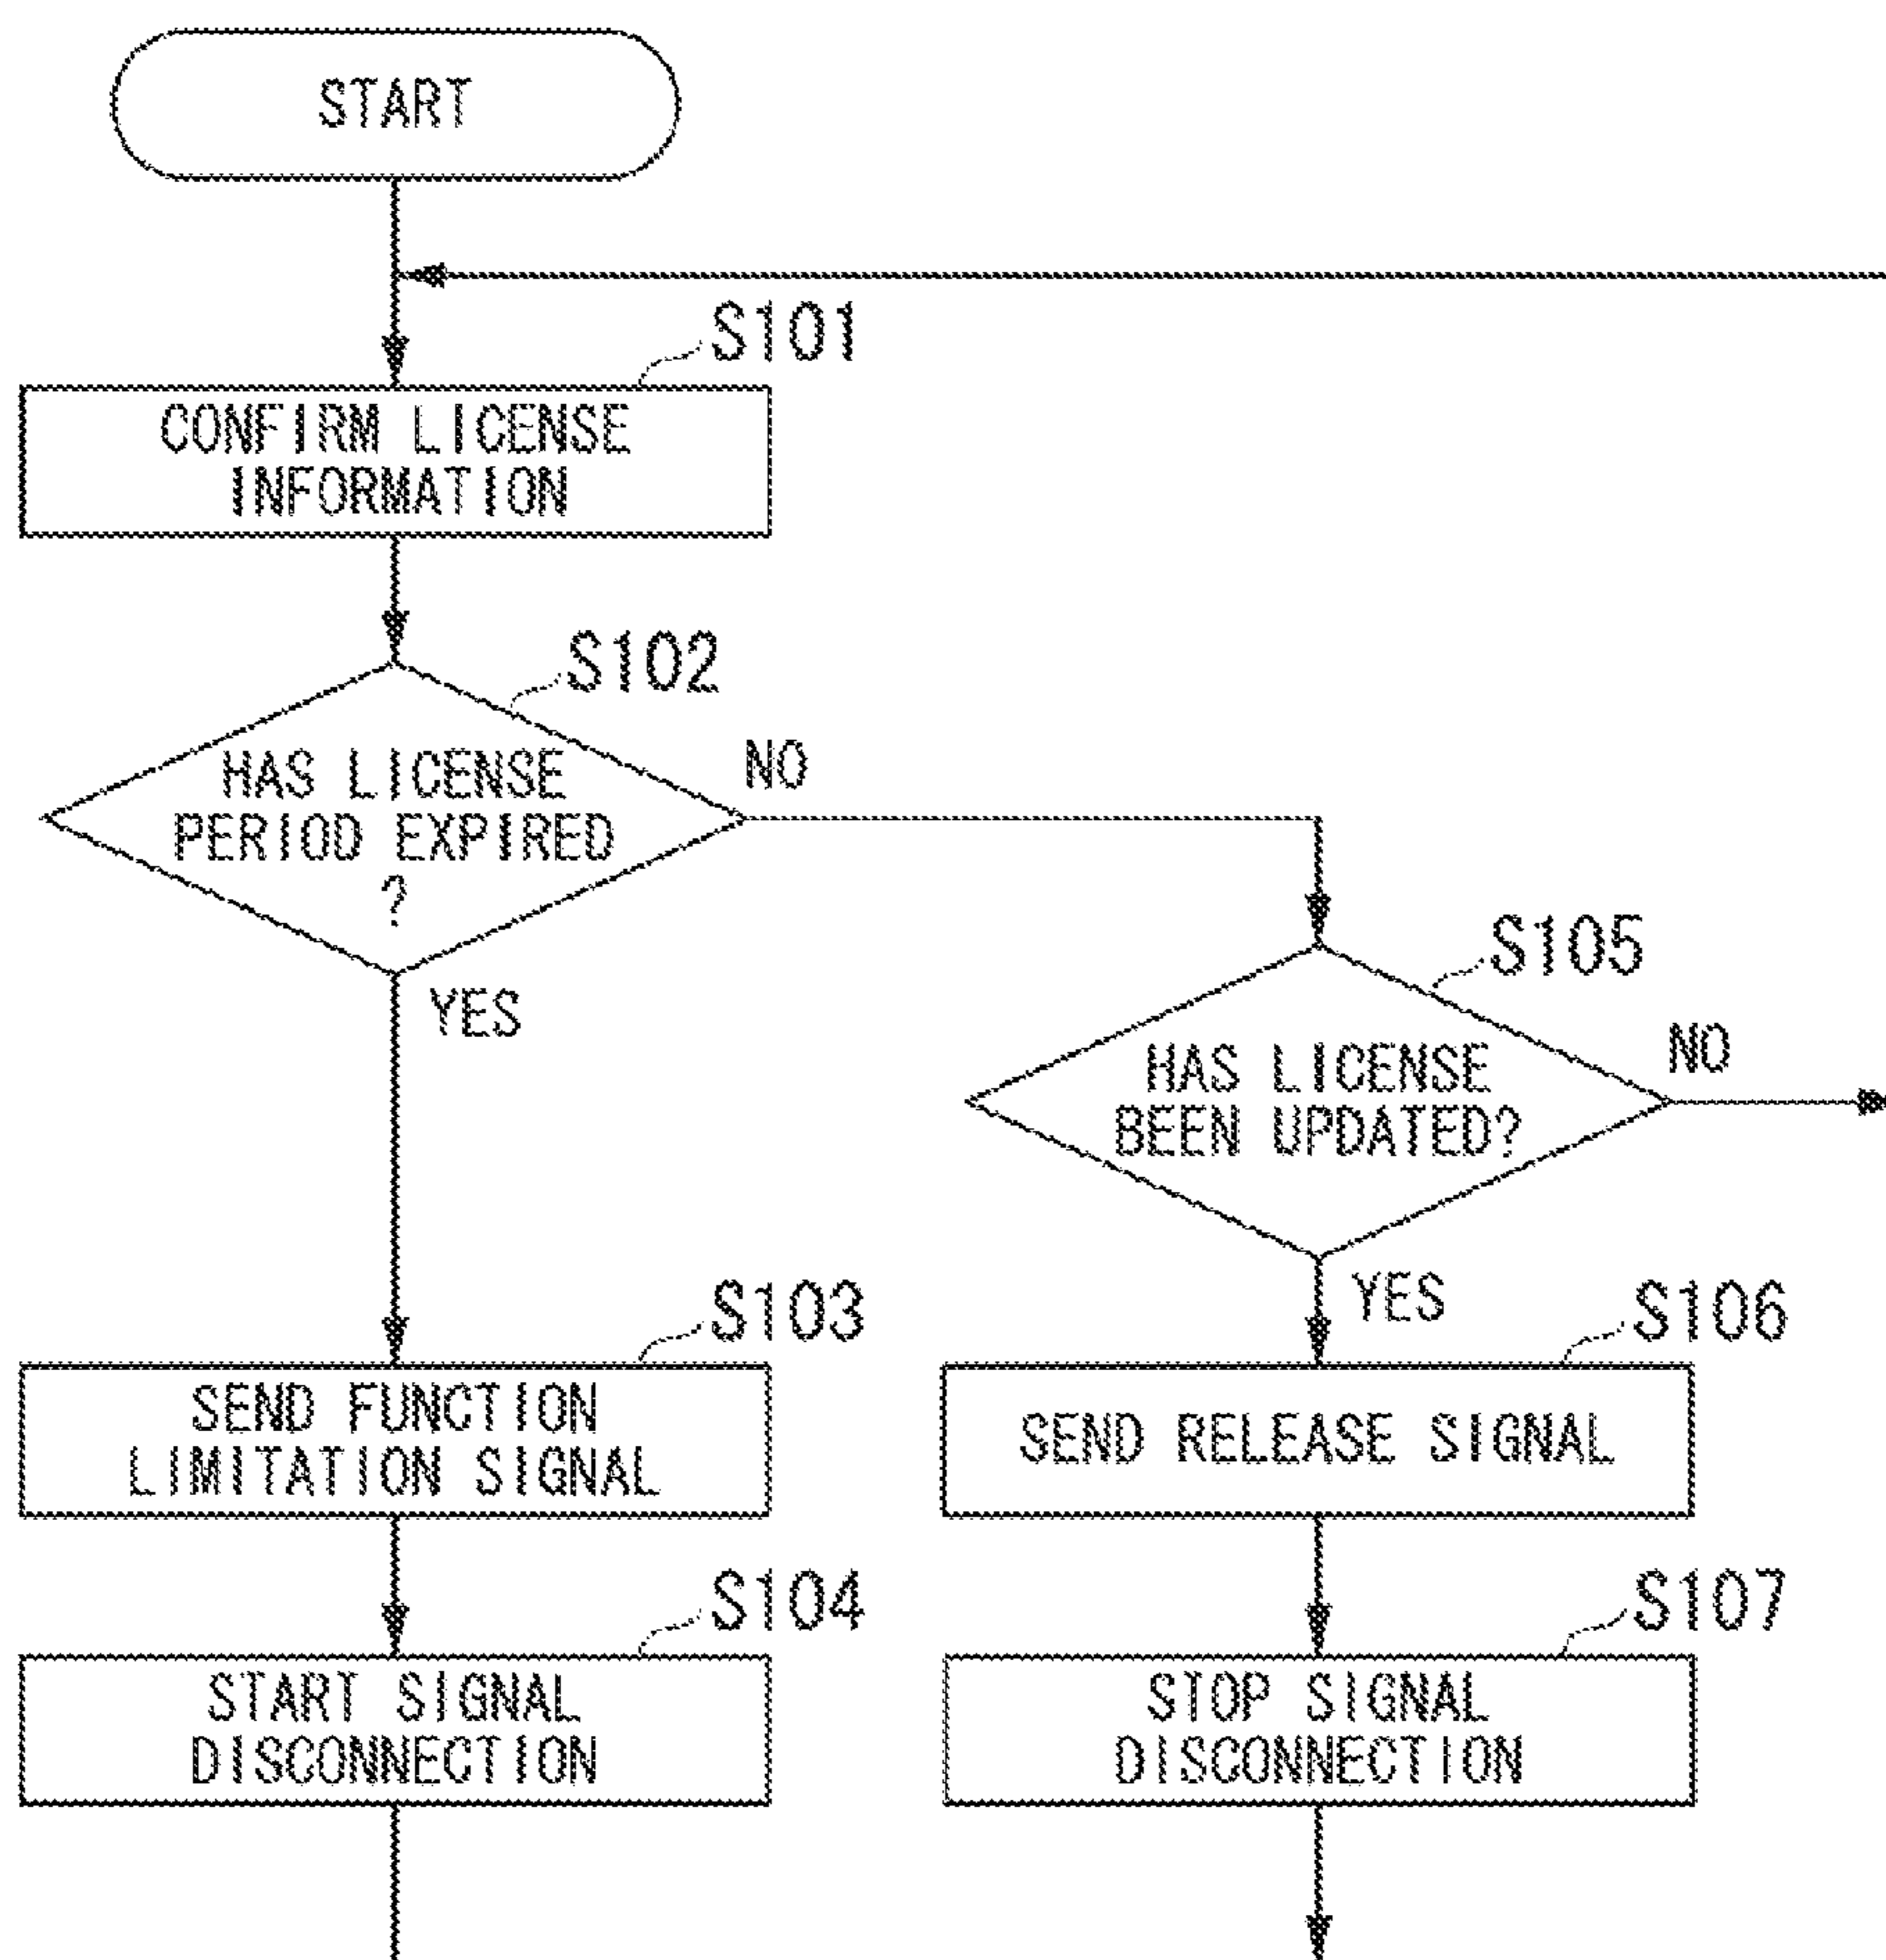 START
S101
CONFIRM LICENSE
INFORMATION
S102
HAS LICENSE
PERIOD EXPIRED
?
NO
YES
S105
HAS LICENSE
BEEN UPDATED?
NO
YES
S103
SEND FUNCTION
LIMITATION SIGNAL
S106
SEND RELEASE SIGNAL
S104
START SIGNAL
DISCONNECTION
S107
STOP SIGNAL
DISCONNECTION